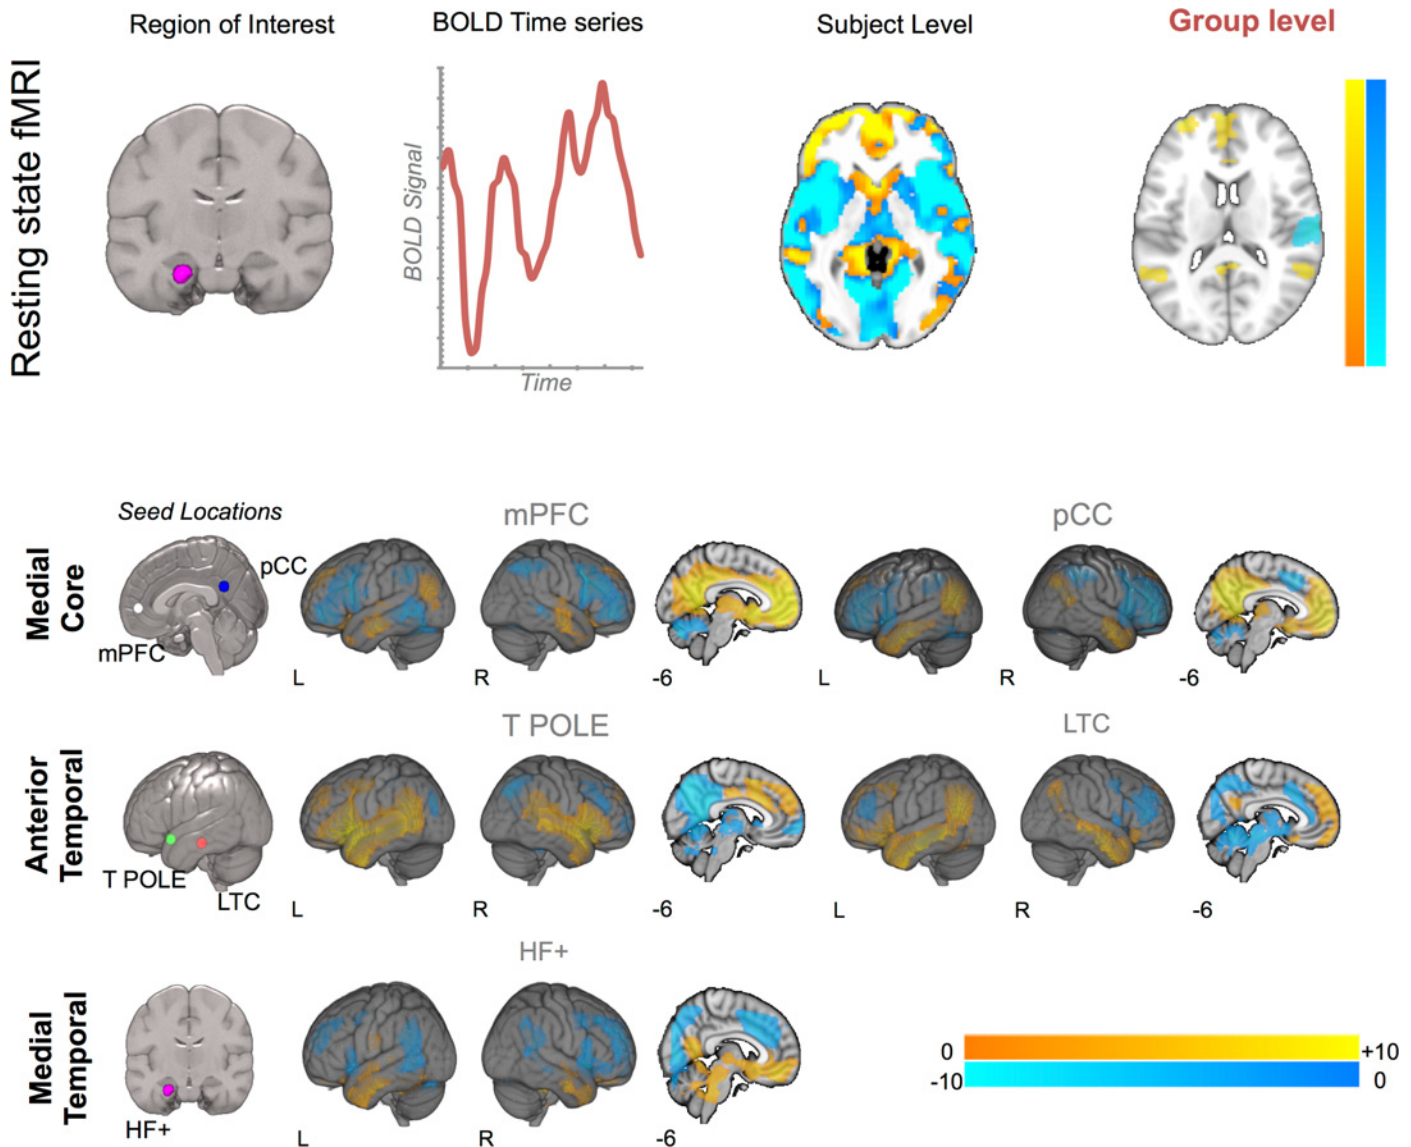 Region of Interest
BOLD Time series
Subject Level
Group level
Resting state fMRI
BOLD Signal
Time
Seed Locations
mPFC
pCC
Medial
Core
pCC
mPFC
L
R
-6
L
R
-6
T POLE
LTC
Anterior
Temporal
T POLE
LTC
L
R
-6
L
R
-6
HF+
Medial
Temporal
HF+
L
R
-6
0
+10
-10
0